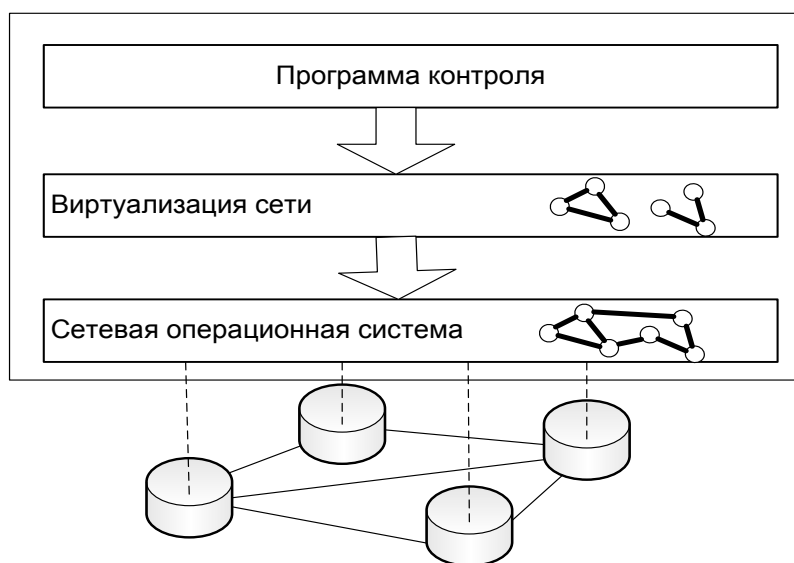 Программа контроля
Виртуализация сети
Сетевая операционная система